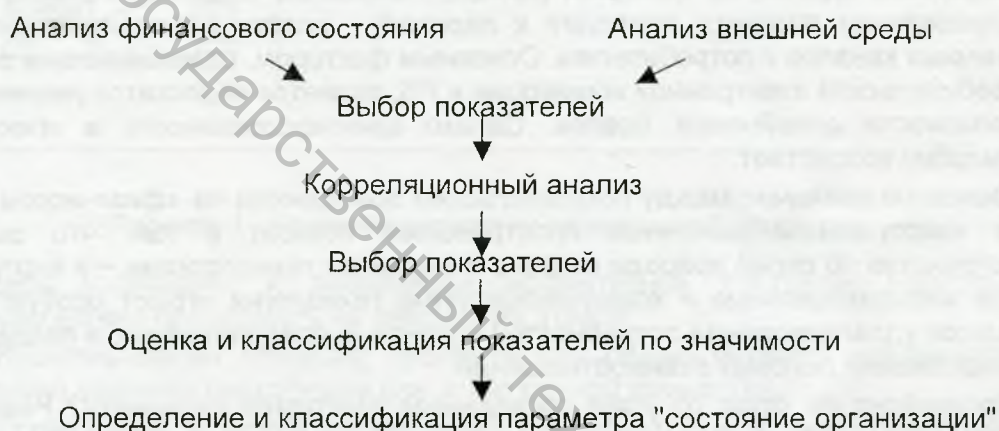 Анализ финансового состояния
Анализ внешней среды
Выбор показателей
Корреляционный анализ
Выбор показателей
Оценка и классификация показателей по значимости
Определение и классификация параметра "состояние организации"